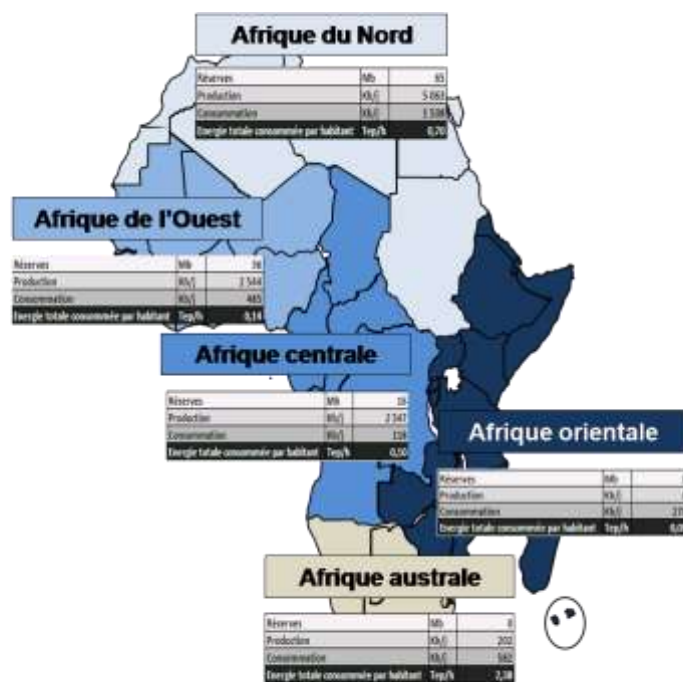 Afrique du Nord
Réserves Mb 65
Production Kb/j 5 063
Consommation Kb/j
Energie totale consommée par habitant Tep/h 0,70
Afrique de l'Ouest
Réserves Mb 36
Production Kb/j 2 544
Consommation Kb/j 485
Energie totale consommée par habitant Tep/h 0,14
Afrique centrale
Réserves Mb
Production Kb/j 2 347
Consommation Kb/j
Energie totale consommée par habitant Tep/h 0,50
Afrique orientale
Réserves Mb
Production Kb/j
Consommation Kb/j
Energie totale consommée par habitant Tep/h
Afrique australe
Réserves Mb
Production Kb/j 202
Consommation Kb/j
Energie totale consommée par habitant Tep/h 2,38